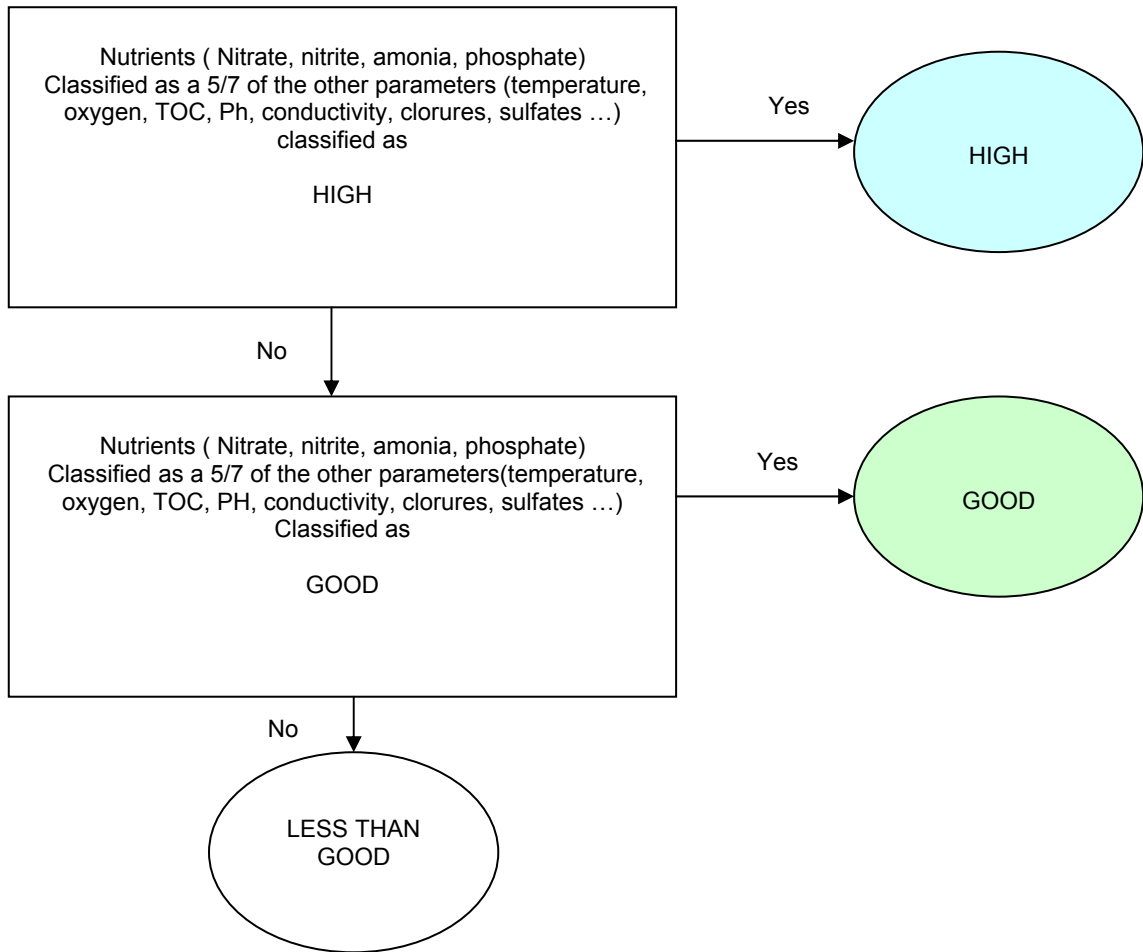 Nutrients ( Nitrate, nitrite, amonia, phosphate)
Classified as a 5/7 of the other parameters (temperature,
oxygen, TOC, Ph, conductivity, clorures, sulfates …)
classified as
HIGH
Yes
HIGH
No
Nutrients ( Nitrate, nitrite, amonia, phosphate)
Classified as a 5/7 of the other parameters(temperature,
oxygen, TOC, PH, conductivity, clorures, sulfates …)
Classified as
GOOD
Yes
GOOD
No
LESS THAN
GOOD